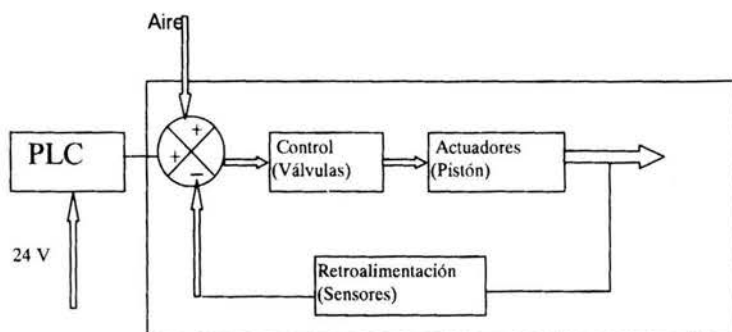 Aire
+
+
−
PLC
Control
(Válvulas)
Actuadores
(Pistón)
24 V
Retroalimentación
(Sensores)